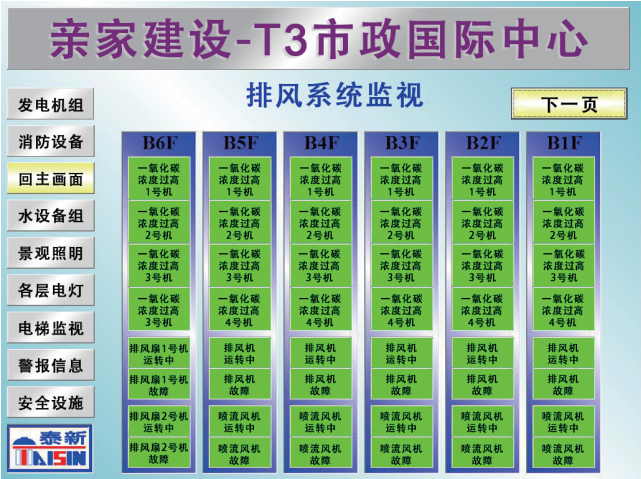 亲家建设-T3市政国际中心
排风系统监视
下一页
发电机组
消防设备
回主画面
水设备组
景观照明
各层电灯
电梯监视
警报信息
安全设施
泰新
TAISIN
B6F
一氧化碳
浓度过高
1号机
一氧化碳
浓度过高
2号机
一氧化碳
浓度过高
3号机
一氧化碳
浓度过高
3号机
排风扇1号机
运转中
排风扇1号机
故障
排风扇2号机
运转中
排风扇2号机
故障
B5F
一氧化碳
浓度过高
1号机
一氧化碳
浓度过高
2号机
一氧化碳
浓度过高
3号机
一氧化碳
浓度过高
4号机
排风机
运转中
排风机
故障
喷流风机
运转中
喷流风机
故障
B4F
一氧化碳
浓度过高
1号机
一氧化碳
浓度过高
2号机
一氧化碳
浓度过高
3号机
一氧化碳
浓度过高
4号机
排风机
运转中
排风机
故障
喷流风机
运转中
喷流风机
故障
B3F
一氧化碳
浓度过高
1号机
一氧化碳
浓度过高
2号机
一氧化碳
浓度过高
3号机
一氧化碳
浓度过高
4号机
排风机
运转中
排风机
故障
喷流风机
运转中
喷流风机
故障
B2F
一氧化碳
浓度过高
1号机
一氧化碳
浓度过高
2号机
一氧化碳
浓度过高
3号机
一氧化碳
浓度过高
4号机
排风机
运转中
排风机
故障
喷流风机
运转中
喷流风机
故障
B1F
一氧化碳
浓度过高
1号机
一氧化碳
浓度过高
2号机
一氧化碳
浓度过高
3号机
一氧化碳
浓度过高
4号机
排风机
运转中
排风机
故障
喷流风机
运转中
喷流风机
故障